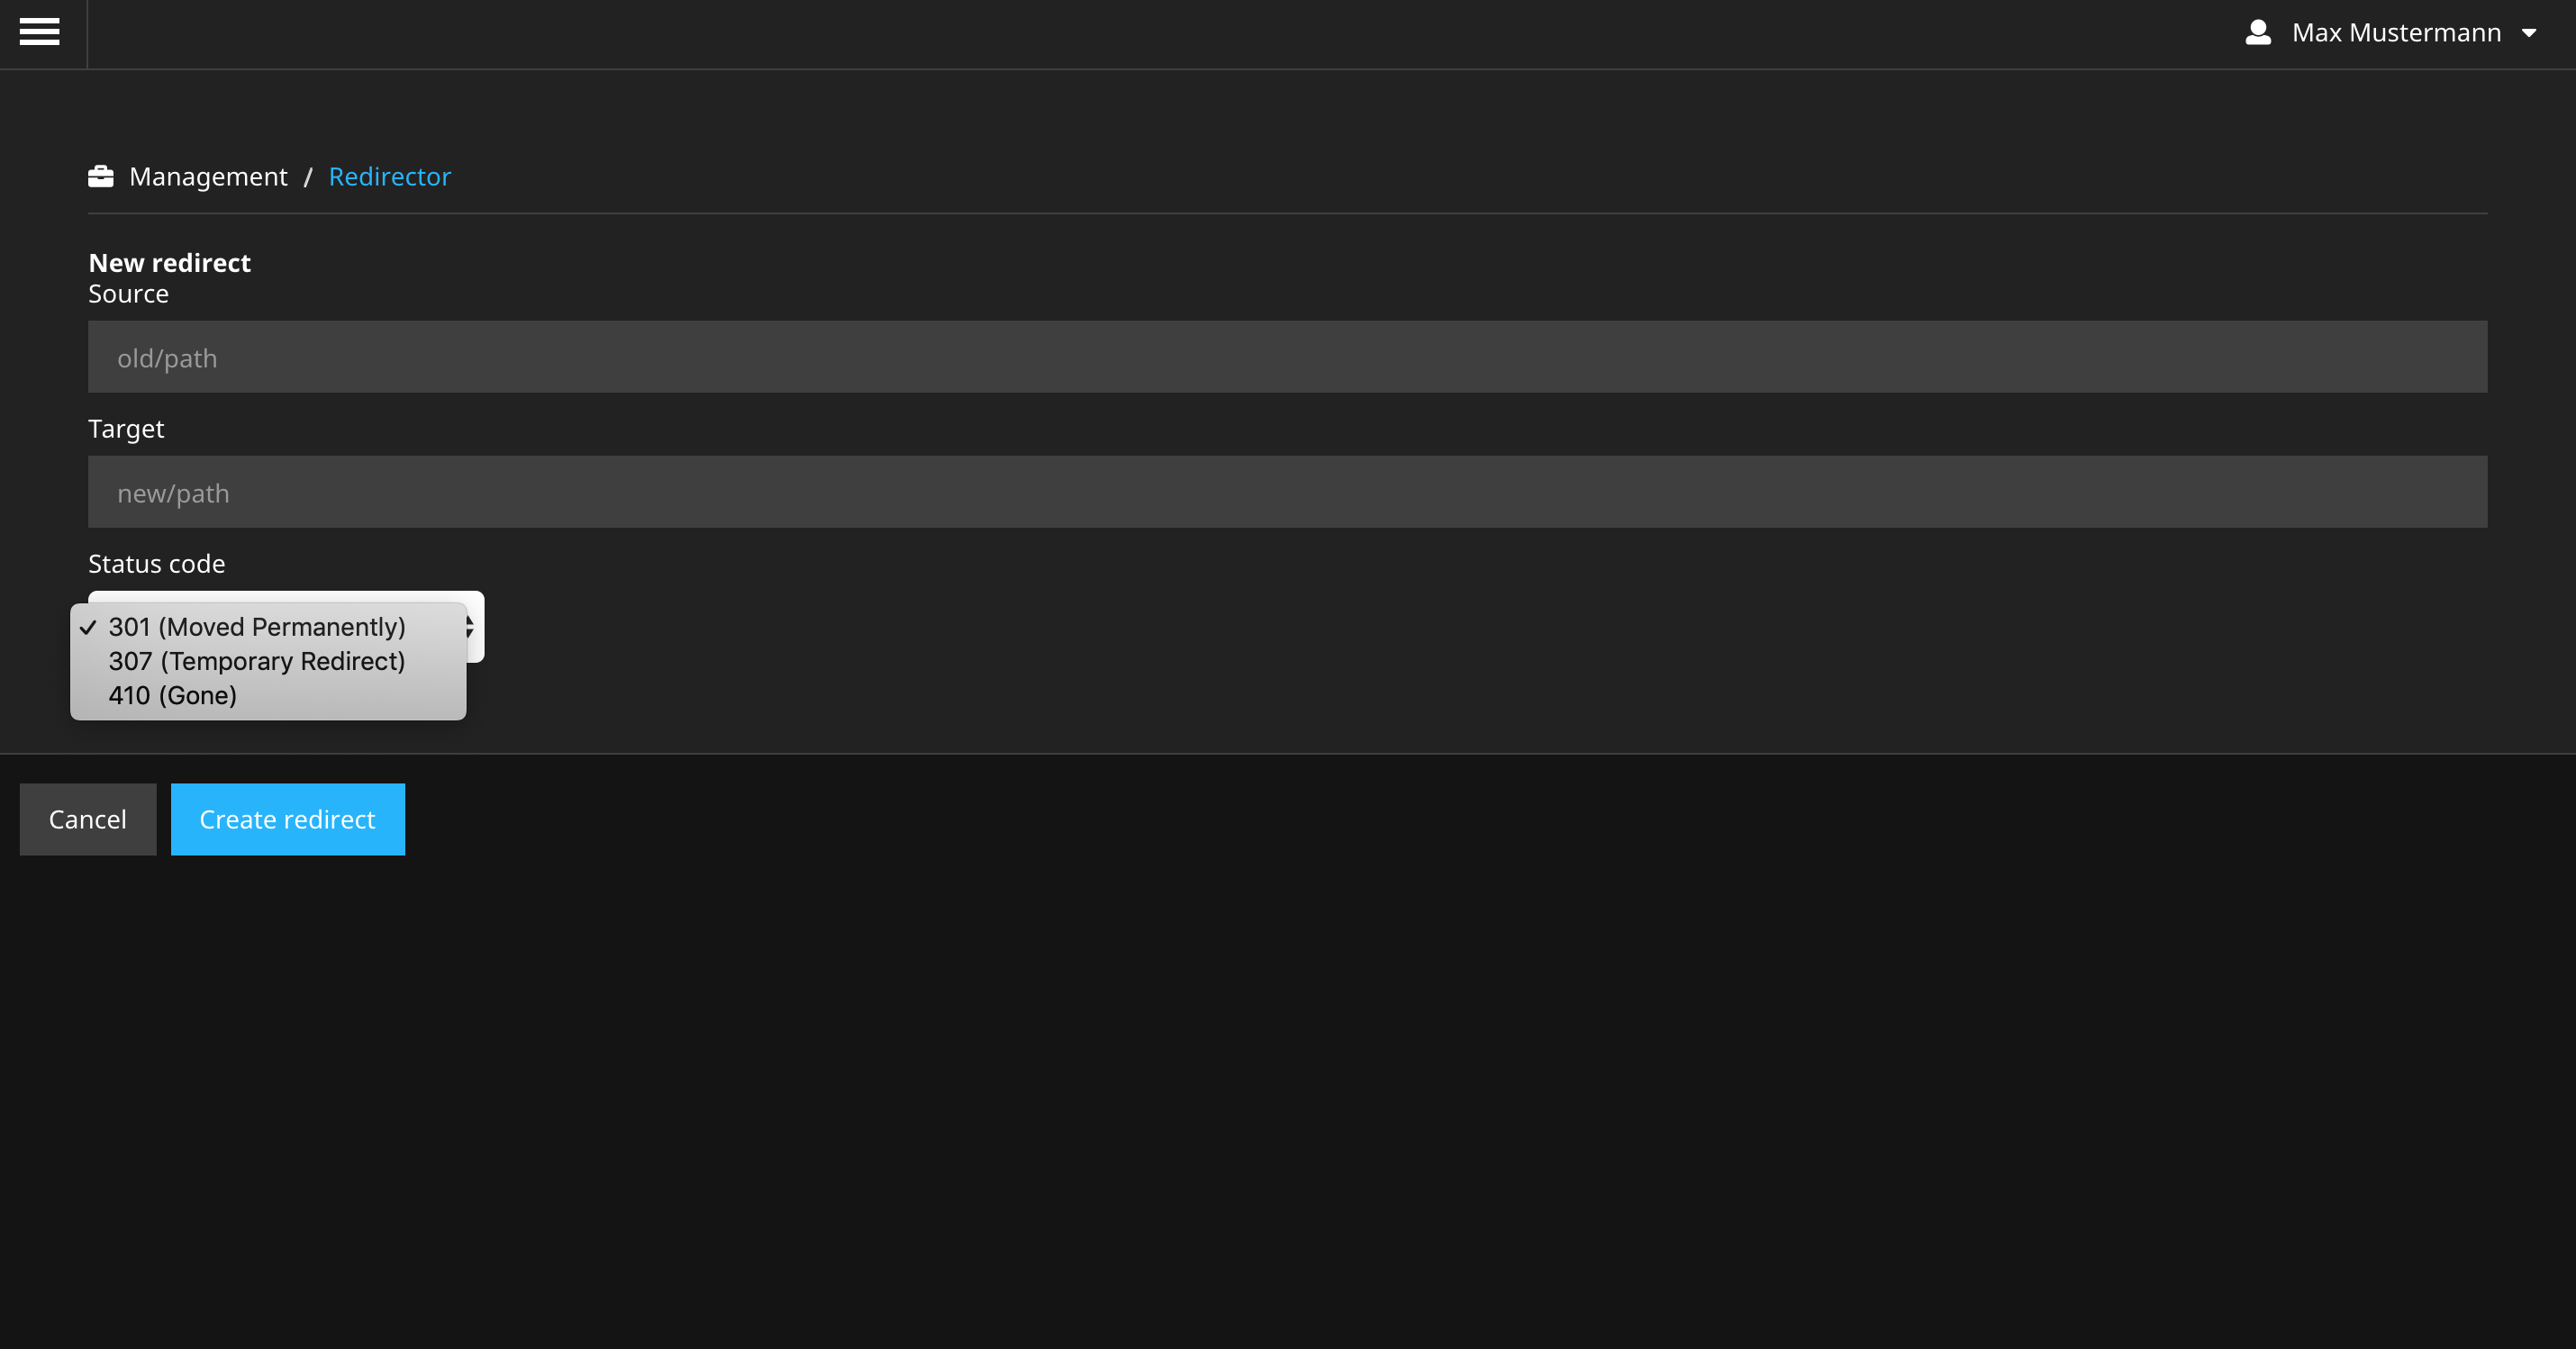 Max Mustermann
Management / Redirector
New redirect
Source
old/path
Target
new/path
Status code
301 (Moved Permanently)
307 (Temporary Redirect)
410 (Gone)
Cancel
Create redirect